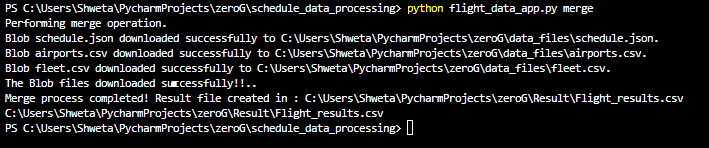 PS C:\Users\Shweta\PycharmProjects\zeroG\schedule_data_processing> python flight_data_app.py merge
Performing merge operation.
Blob schedule.json downloaded successfully to C:\Users\Shweta\PycharmProjects\zeroG\data_files\schedule.json.
Blob airports.csv downloaded successfully to C:\Users\Shweta\PycharmProjects\zeroG\data_files\airports.csv.
Blob fleet.csv downloaded successfully to C:\Users\Shweta\PycharmProjects\zeroG\data_files\fleet.csv.
The Blob files downloaded successfully!!..
Merge process completed! Result file created in : C:\Users\Shweta\PycharmProjects\zeroG\Result\Flight_results.csv
C:\Users\Shweta\PycharmProjects\zeroG\Result\Flight_results.csv
PS C:\Users\Shweta\PycharmProjects\zeroG\schedule_data_processing>